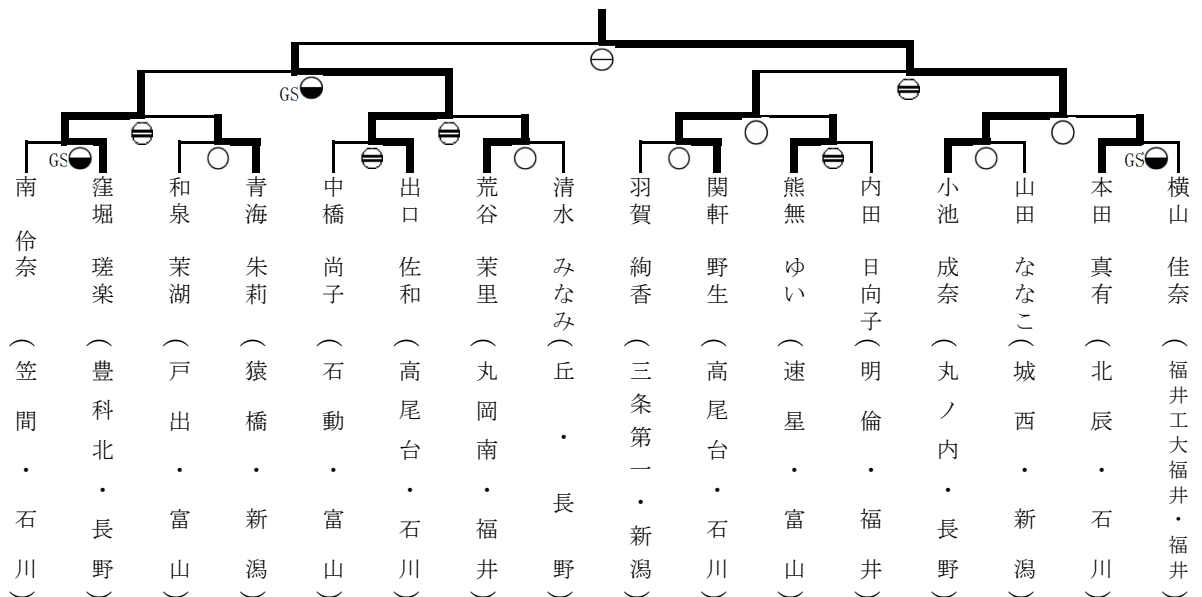 GS
GS
GS
南 伶奈（笠間・石川）
窪堀 瑳楽（豊科北・長野）
和泉 茉湖（戸出・富山）
青海 朱莉（猿橋・新潟）
中橋 尚子（石動・富山）
出口 佐和（高尾台・石川）
荒谷 茉里（丸岡南・福井）
清水 みなみ（丘・長野）
羽賀 絢香（三条第一・新潟）
関軒 野生（高尾台・石川）
熊無 ゆい（速星・富山）
内田 日向子（明倫・福井）
小池 成奈（丸ノ内・長野）
山田 ななこ（城西・新潟）
本田 真有（北辰・石川）
横山 佳奈（福井工大福井・福井）